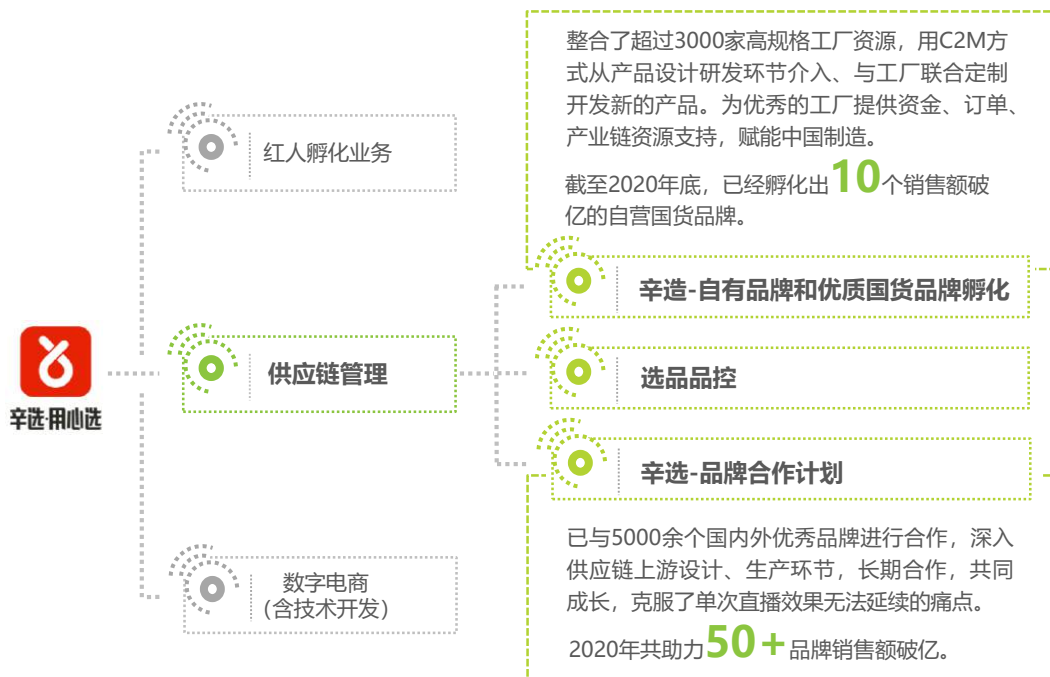 整合了超过3000家高规格工厂资源，用C2M方
式从产品设计研发环节介入、与工厂联合定制
开发新的产品。为优秀的工厂提供资金、订单、
产业链资源支持，赋能中国制造。
截至2020年底，已经孵化出10个销售额破
亿的自营国货品牌。
红人孵化业务
辛造-自有品牌和优质国货品牌孵化
供应链管理
选品品控
辛选·用心选
辛选-品牌合作计划
已与5000余个国内外优秀品牌进行合作，深入
供应链上游设计、生产环节，长期合作，共同
成长，克服了单次直播效果无法延续的痛点。
2020年共助力50+品牌销售额破亿。
数字电商
（含技术开发）